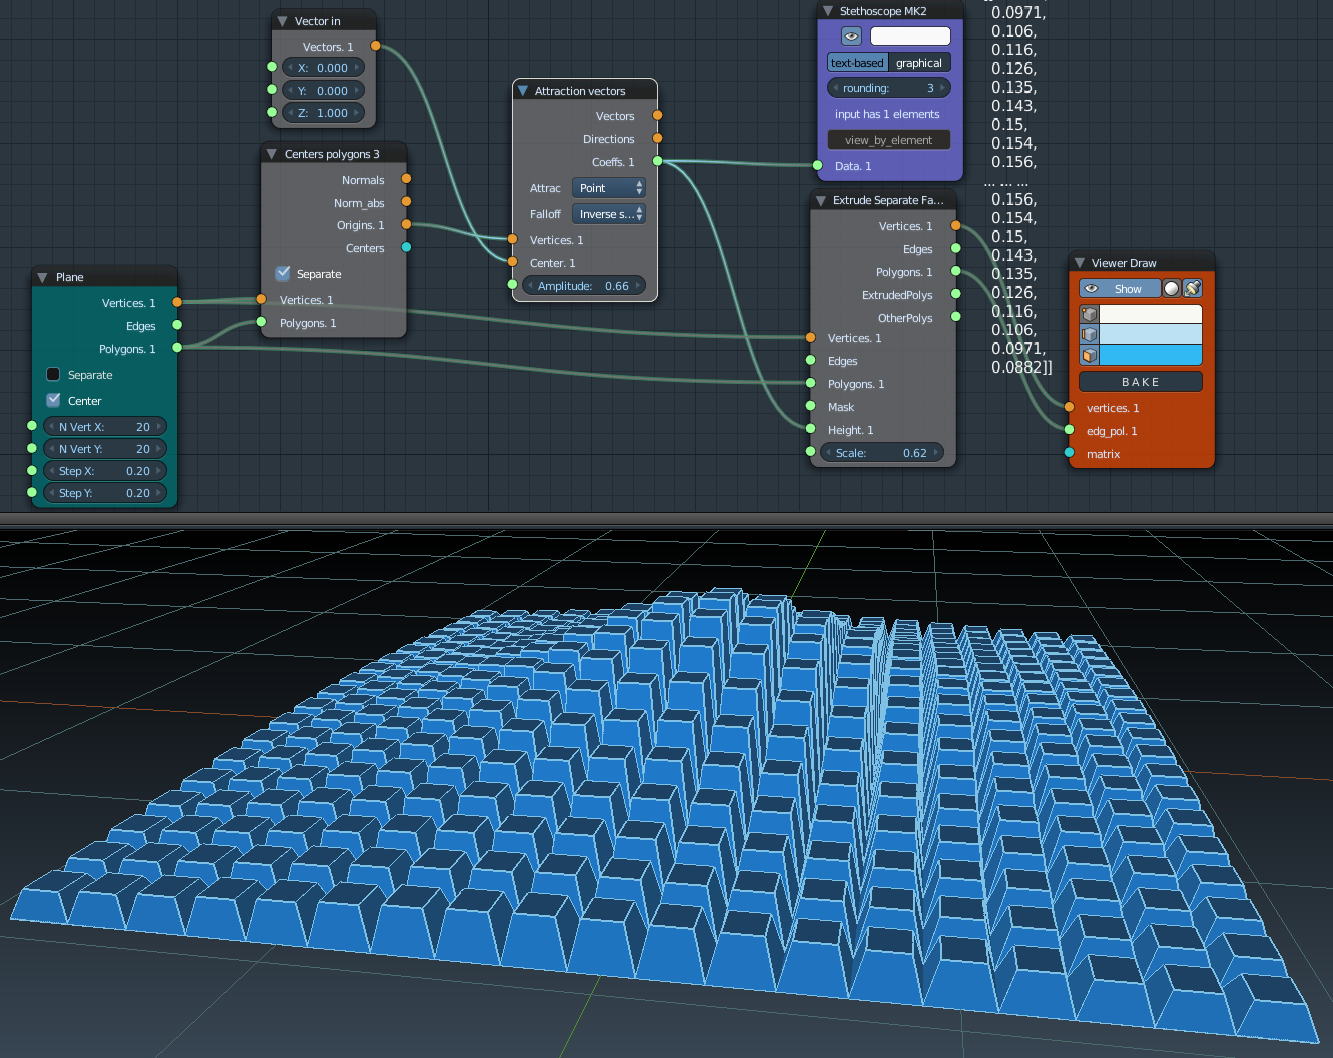 Vector in
Vectors. 1
X: 0.000
Y: 0.000
Z: 1.000
Centers polygons 3
Normals
Norm_abs
Origins. 1
Centers
Separate
Vertices. 1
Polygons. 1
Plane
Vertices. 1
Edges
Polygons. 1
Separate
Center
N Vert X: 20
N Vert Y: 20
Step X: 0.20
Step Y: 0.20
Attraction vectors
Vectors
Directions
Coeffs. 1
Attrac Point
Falloff Inverse s...
Vertices. 1
Center. 1
Amplitude: 0.66
Stethoscope MK2
text-based graphical
rounding: 3
input has 1 elements
view_by_element
Data. 1
Extrude Separate Fa...
Vertices. 1
Edges
Polygons. 1
ExtrudedPolys
OtherPolys
Vertices. 1
Edges
Polygons. 1
Mask
Height. 1
Scale: 0.62
0.0971,
0.106,
0.116,
0.126,
0.135,
0.143,
0.15,
0.154,
0.156,
... ... ...
0.156,
0.154,
0.15,
0.143,
0.135,
0.126,
0.116,
0.106,
0.0971,
0.0882]]
Viewer Draw
Show
BAKE
vertices. 1
edg_pol. 1
matrix